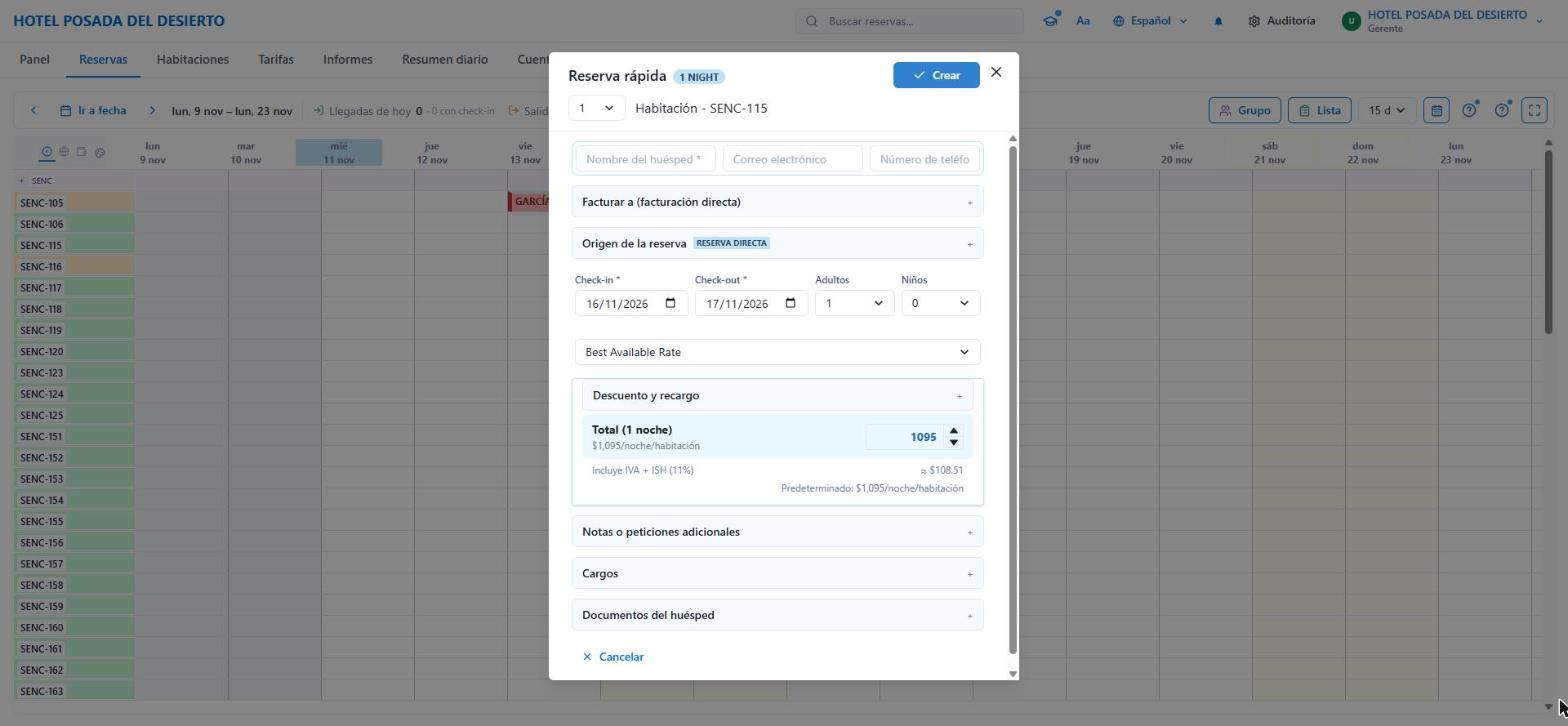 HOTEL POSADA DEL DESIERTO
Buscar reservas...
Aa
Español
Auditoría
U
HOTEL POSADA DEL DESIERTO
Gerente
Panel
Reservas
Habitaciones
Tarifas
Informes
Resumen diario
Cuent
Ir a fecha
lun, 9 nov – lun, 23 nov
Llegadas de hoy 0 - 0 con check-in
Salid
Grupo
Lista
15 d
lun
9 nov
mar
10 nov
mié
11 nov
jue
12 nov
vie
13 nov
jue
19 nov
vie
20 nov
sáb
21 nov
dom
22 nov
lun
23 nov
+ SENC
SENC-105
GARCÍA
SENC-106
SENC-115
SENC-116
SENC-117
SENC-118
SENC-119
SENC-120
SENC-123
SENC-124
SENC-125
SENC-151
SENC-152
SENC-153
SENC-154
SENC-155
SENC-156
SENC-157
SENC-158
SENC-159
SENC-160
SENC-161
SENC-162
SENC-163
Reserva rápida
1 NIGHT
Crear
1
Habitación - SENC-115
Nombre del huésped *
Correo electrónico
Número de teléfo
Facturar a (facturación directa) +
Origen de la reserva RESERVA DIRECTA +
Check-in *
Check-out *
Adultos
Niños
16/11/2026
17/11/2026
1
0
Best Available Rate
Descuento y recargo +
Total (1 noche)
$1,095/noche/habitación
1095
Incluye IVA + ISH (11%)
≈ $108.51
Predeterminado: $1,095/noche/habitación
Notas o peticiones adicionales +
Cargos +
Documentos del huésped +
Cancelar